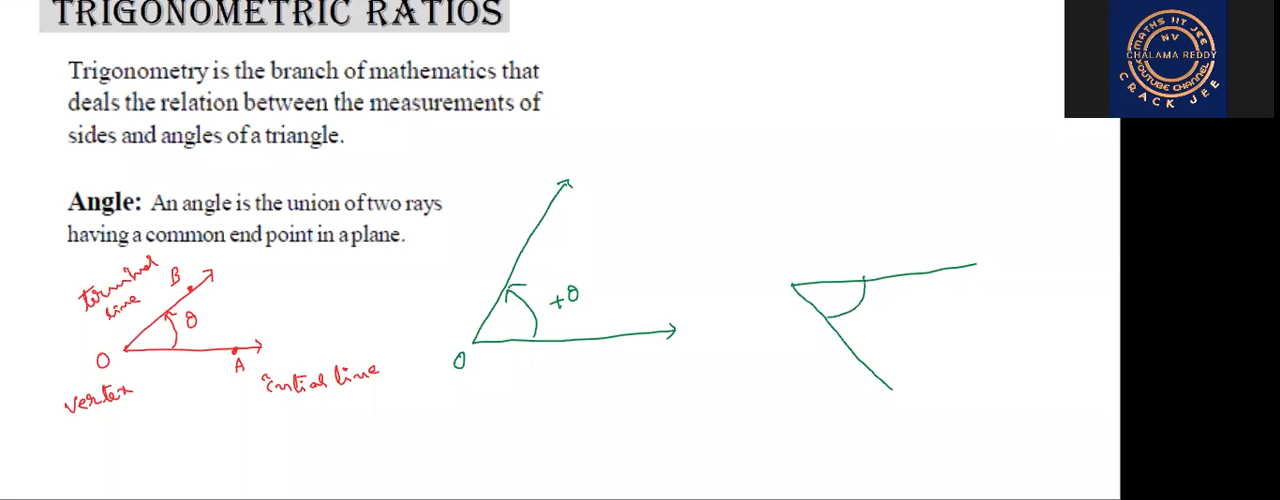 TRIGONOMETRIC RATIOS
Trigonometry is the branch of mathematics that
deals the relation between the measurements of
sides and angles of a triangle.
Angle: An angle is the union of two rays
having a common end point in a plane.
terminal
line
B
θ
O
A
vertex
initial line
+θ
O
MATHS IIT JEE
NV
CHALAMA REDDY
YOUTUBE CHANNEL
CRACK JEE